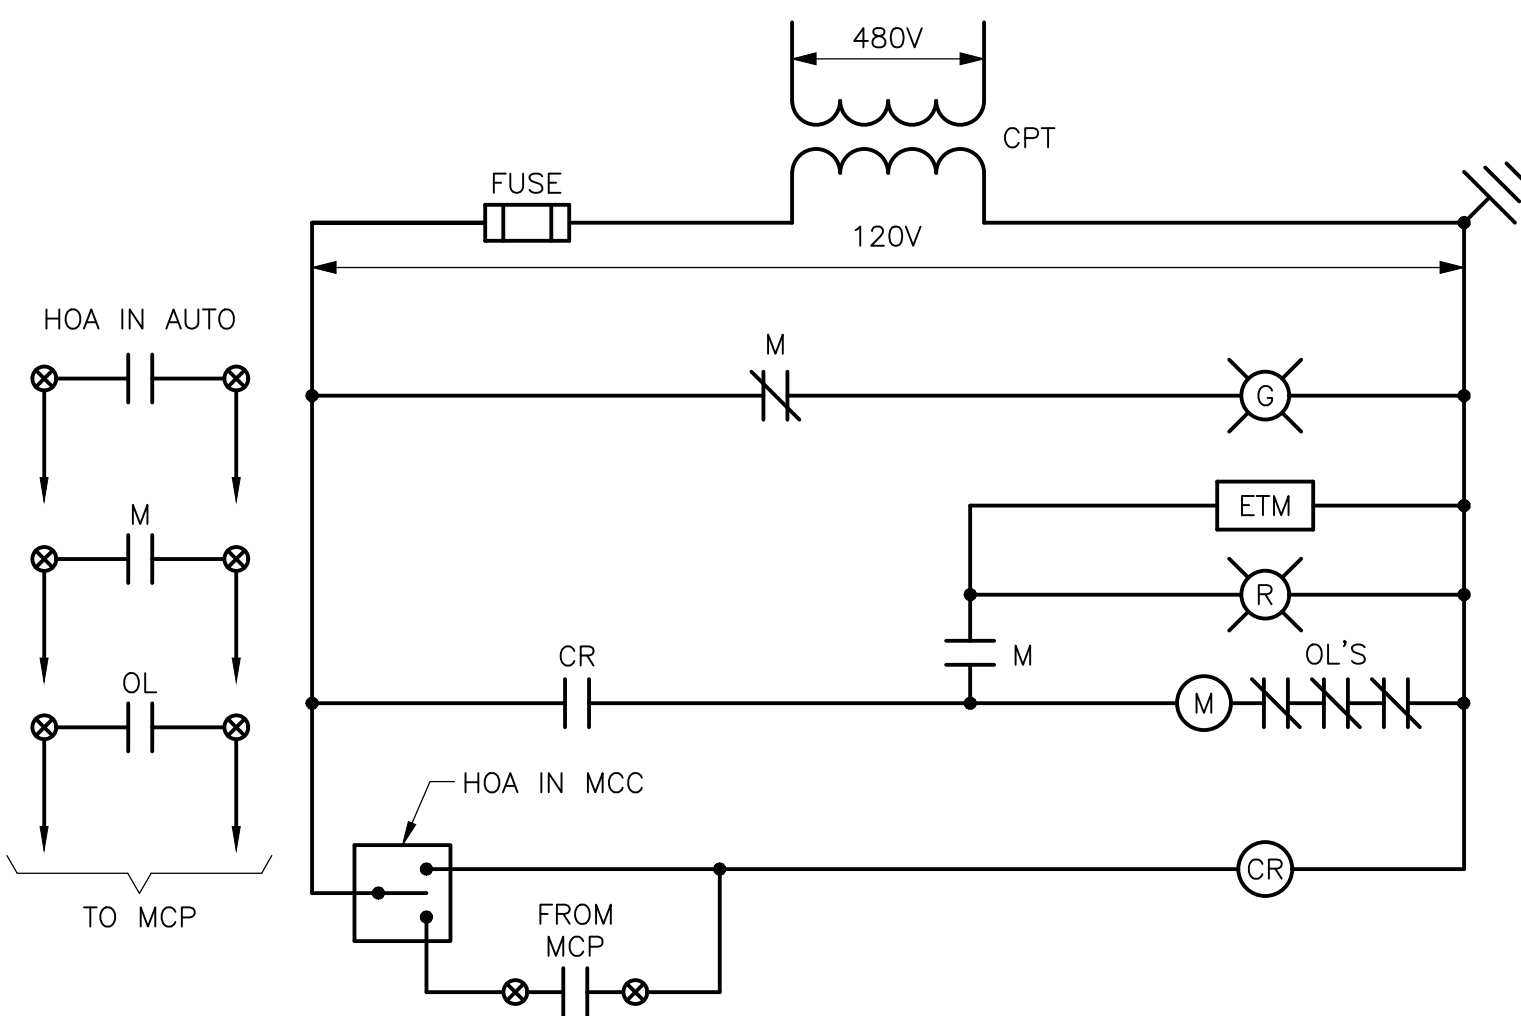 480V
CPT
FUSE
120V
HOA IN AUTO
M
G
M
ETM
R
CR
M
OL'S
OL
M
HOA IN MCC
CR
FROM
MCP
TO MCP